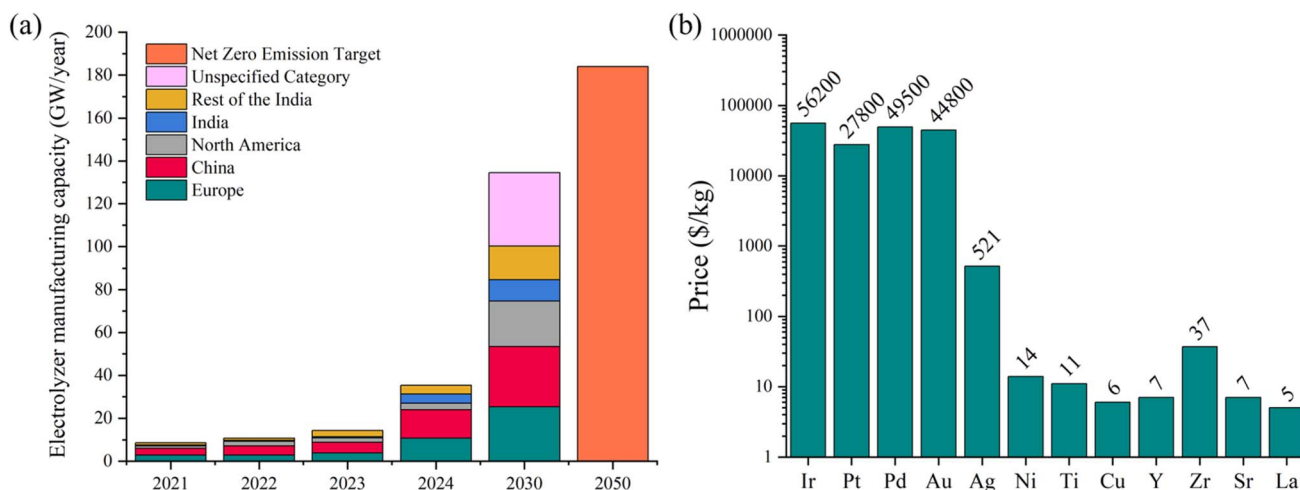 (a)
Electrolyzer manufacturing capacity (GW/year)
200
180
160
140
120
100
80
60
40
20
0
Net Zero Emission Target
Unspecified Category
Rest of the India
India
North America
China
Europe
2021 2022 2023 2024 2030 2050
(b)
Price ($/kg)
1000000
100000
10000
1000
100
10
1
56200 27800 49500 44800 521 14 11 6 7 37 7 5
Ir Pt Pd Au Ag Ni Ti Cu Y Zr Sr La